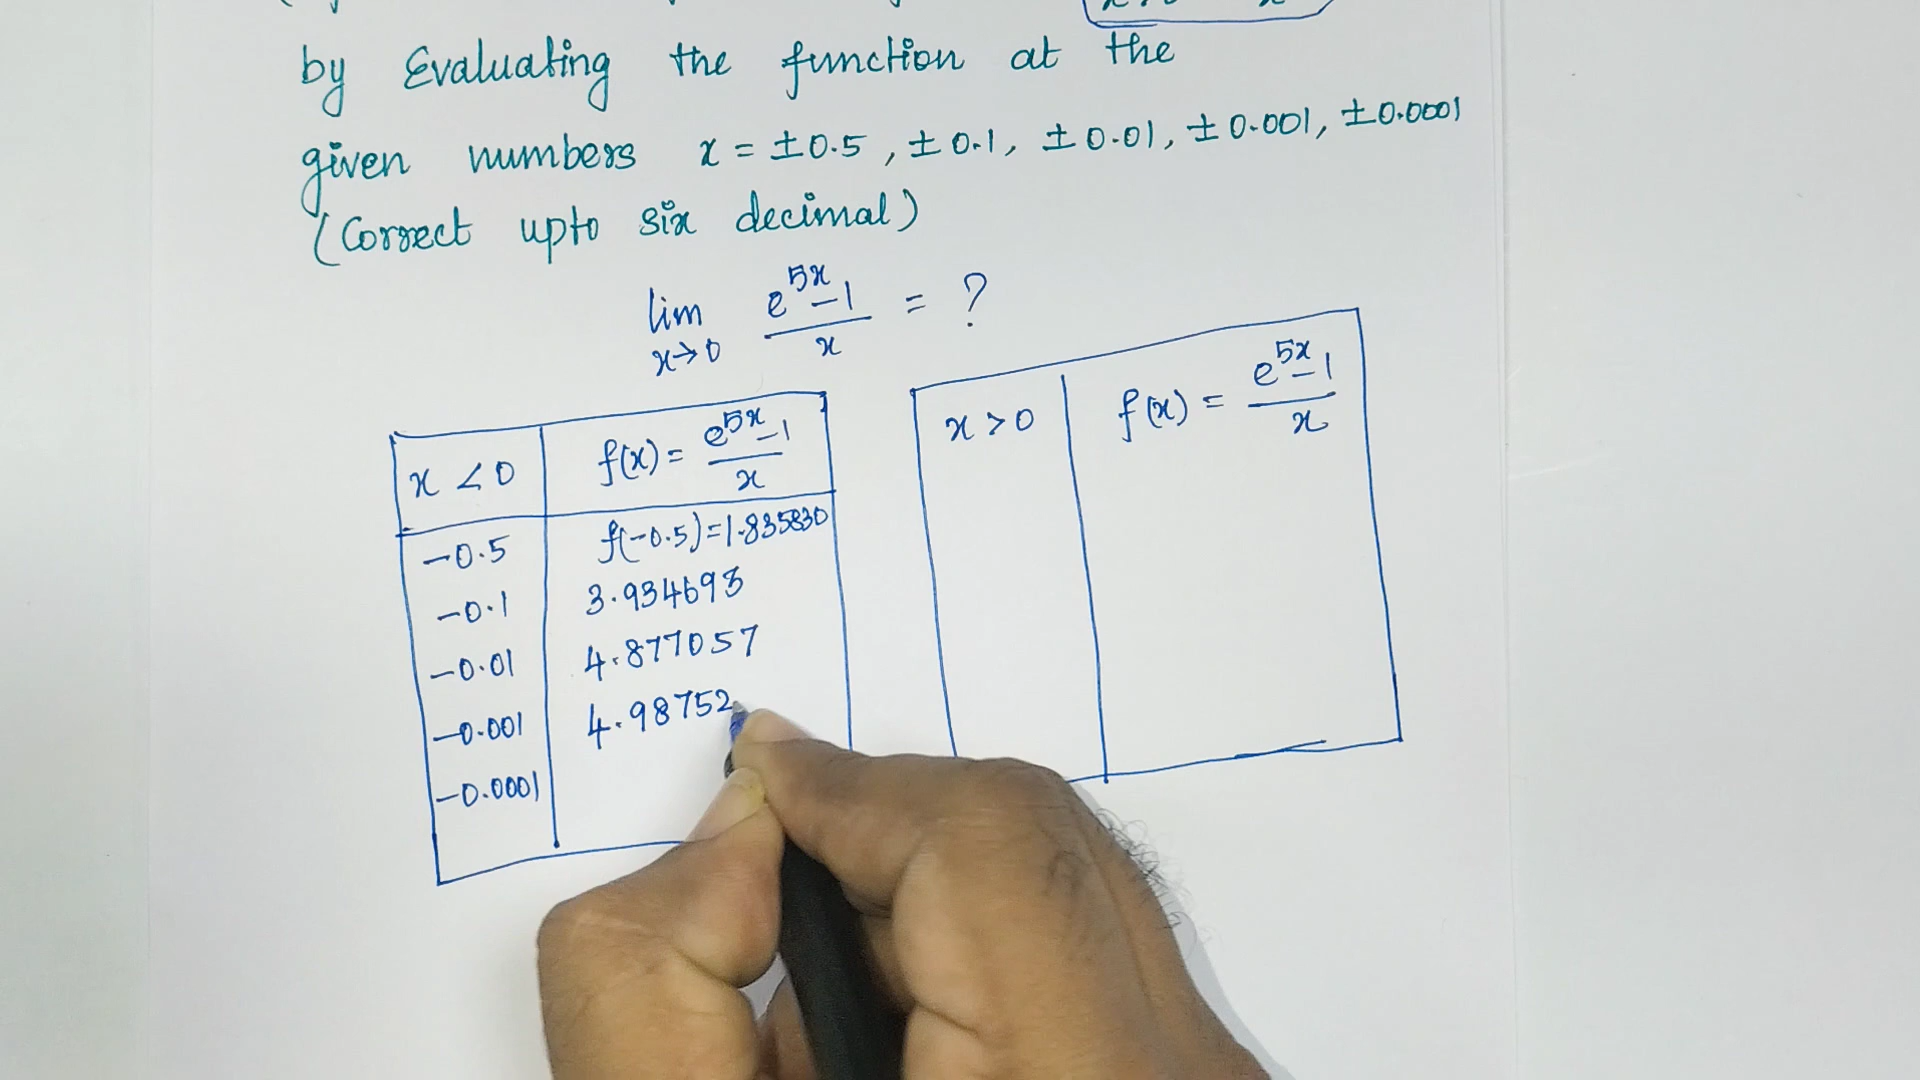 by Evaluating the function at the
given numbers x = ±0.5, ±0.1, ±0.01, ±0.001, ±0.0001
(Correct upto six decimal)
lim x→0 (e^5x - 1)/x = ?
x < 0 f(x) = (e^5x - 1)/x
-0.5 f(-0.5)=1.835830
-0.1 3.934693
-0.01 4.877057
-0.001 4.98752
-0.0001
x > 0 f(x) = (e^5x - 1)/x